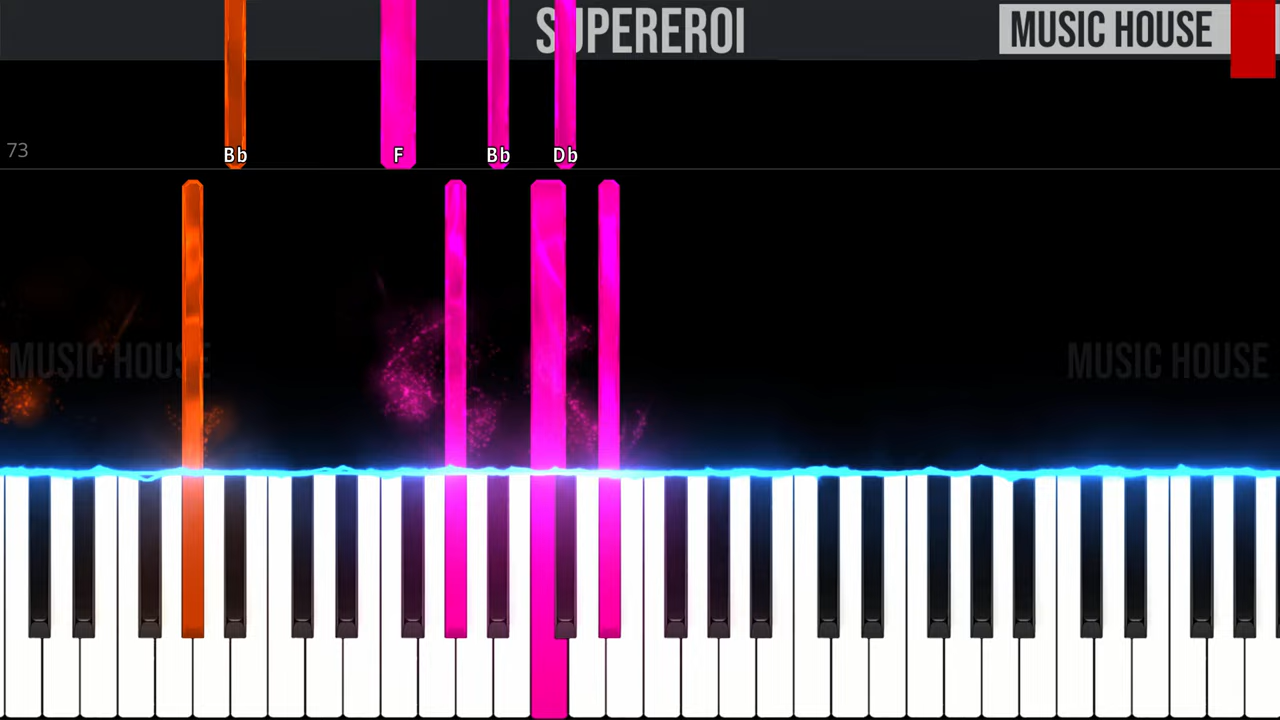 SUPEREROI
MUSIC HOUSE
73
Bb F Bb Db
MUSIC HOUSE MUSIC HOUSE